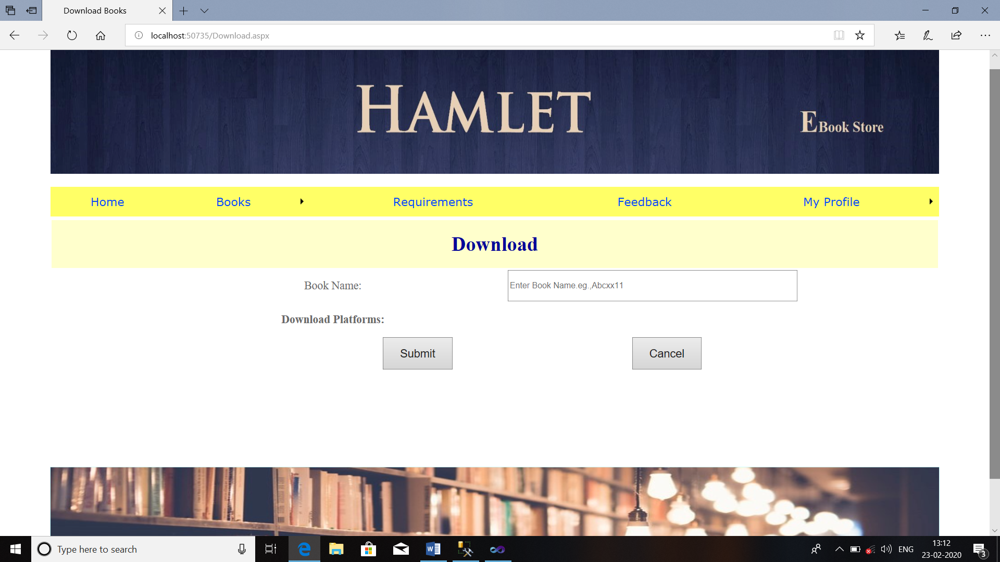 Download Books
localhost:50735/Download.aspx
HAMLET
E Book Store
Home Books Requirements Feedback My Profile
Download
Book Name: Enter Book Name.eg.,Abcxx11
Download Platforms:
Submit Cancel
Type here to search
ENG
13:12
23-02-2020
3